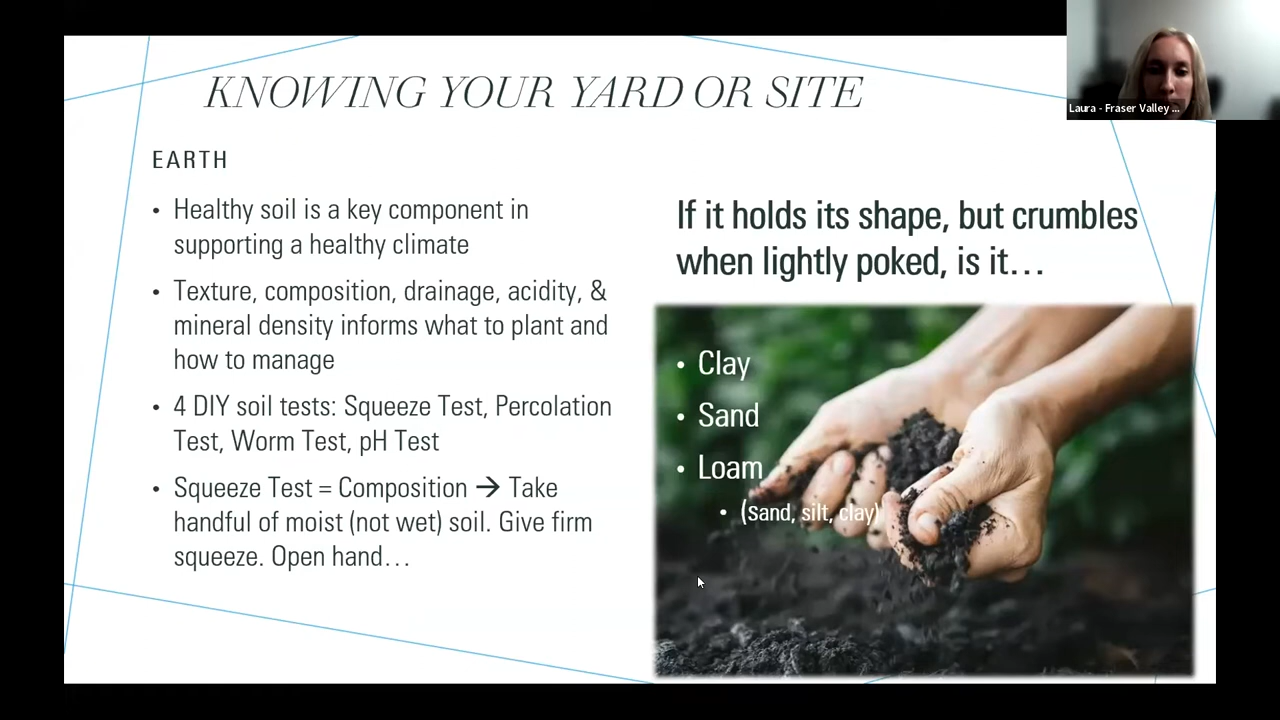 KNOWING YOUR YARD OR SITE
Laura - Fraser Valley ...
EARTH
• Healthy soil is a key component in
supporting a healthy climate
• Texture, composition, drainage, acidity, &
mineral density informs what to plant and
how to manage
• 4 DIY soil tests: Squeeze Test, Percolation
Test, Worm Test, pH Test
• Squeeze Test = Composition → Take
handful of moist (not wet) soil. Give firm
squeeze. Open hand…
If it holds its shape, but crumbles
when lightly poked, is it…
• Clay
• Sand
• Loam
• (Sand, silt, clay)